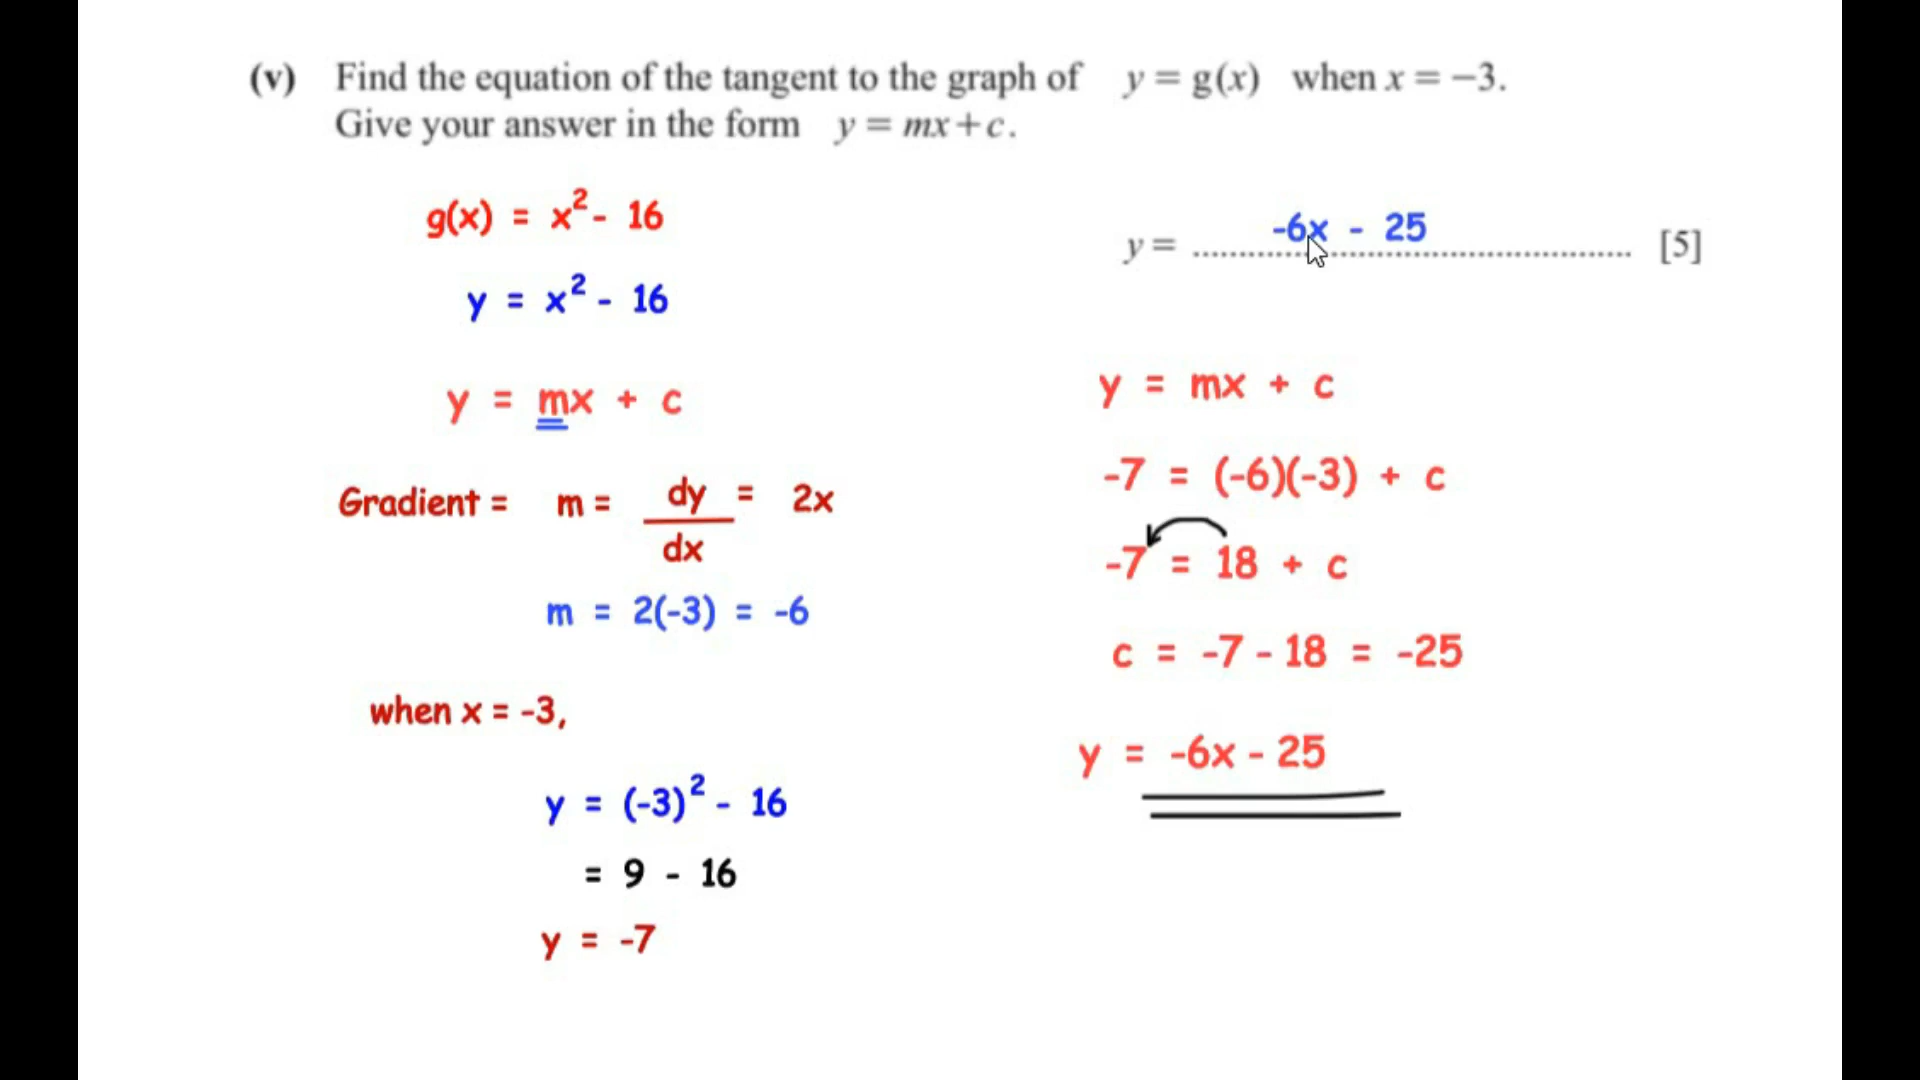 (v) Find the equation of the tangent to the graph of y = g(x) when x = −3.
Give your answer in the form y = mx + c.
y = -6x - 25 [5]
g(x) = x² - 16
y = x² - 16
y = mx + c
Gradient = m = dy/dx = 2x
m = 2(-3) = -6
when x = -3,
y = (-3)² - 16
= 9 - 16
y = -7
y = mx + c
-7 = (-6)(-3) + c
-7 = 18 + c
c = -7 - 18 = -25
y = -6x - 25